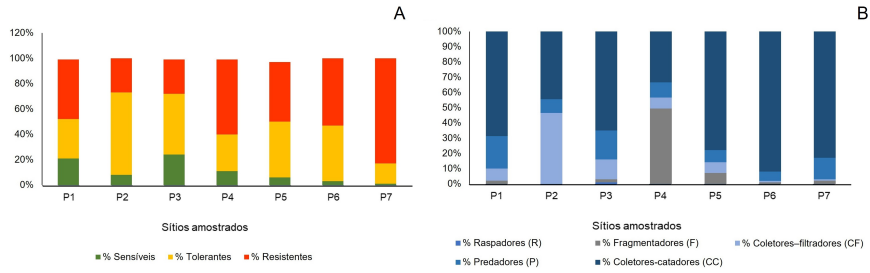 A
120%
100%
80%
60%
40%
20%
0%
P1 P2 P3 P4 P5 P6 P7
Sítios amostrados
% Sensíveis % Tolerantes % Resistentes
B
100%
90%
80%
70%
60%
50%
40%
30%
20%
10%
0%
P1 P2 P3 P4 P5 P6 P7
Sítios amostrados
% Raspadores (R) % Fragmentadores (F) % Coletores–filtradores (CF)
% Predadores (P) % Coletores-catadores (CC)